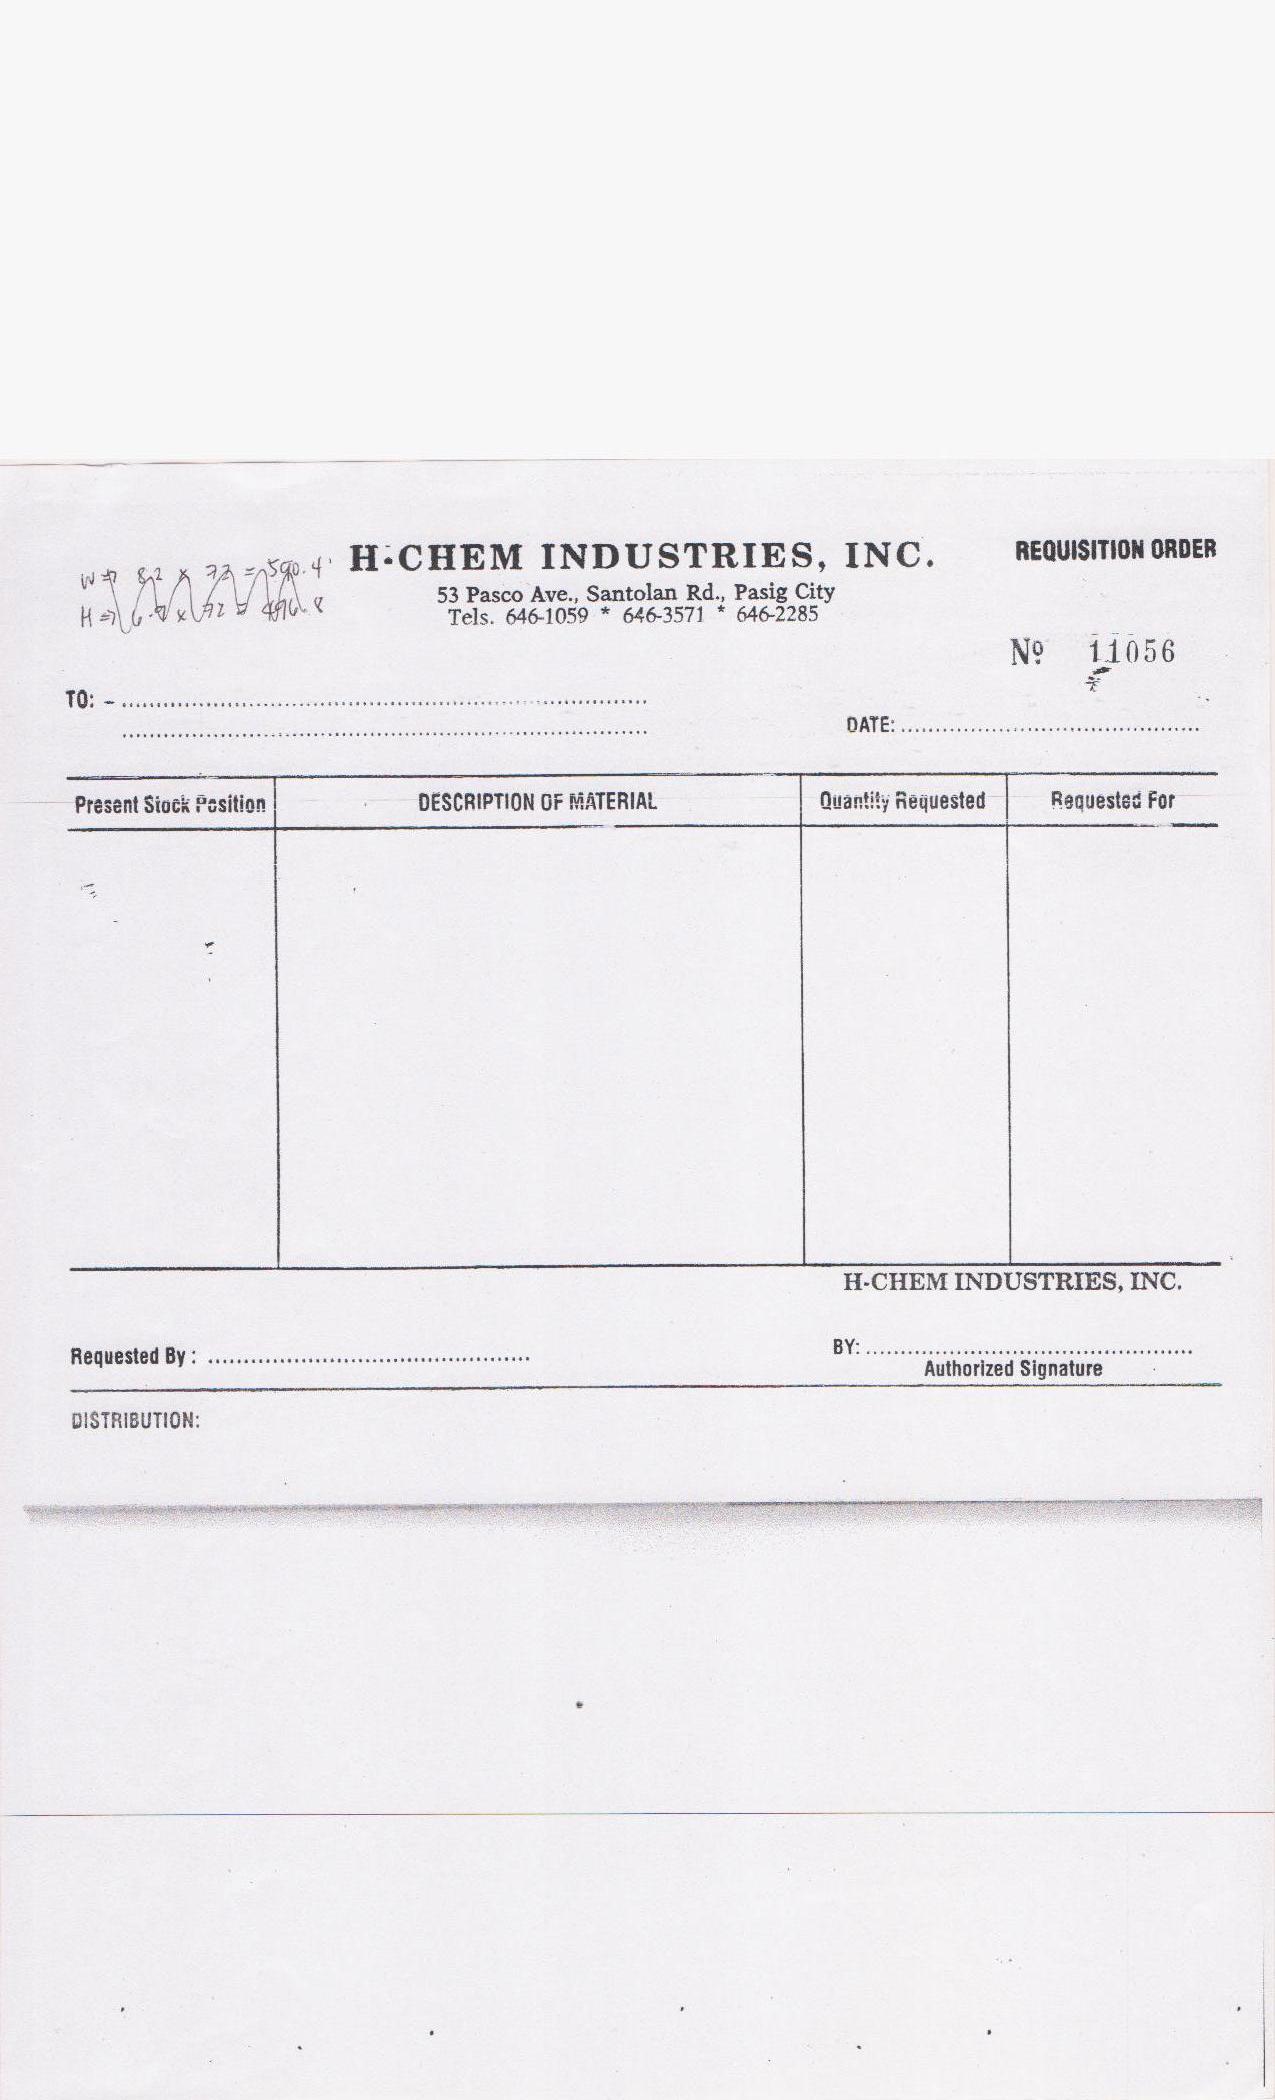 H-CHEM INDUSTRIES, INC.
REQUISITION ORDER
W ⇒ 8.2 x 72 = 590.4
H ⇒ 6.9 x 72 = 496.8
53 Pasco Ave., Santolan Rd., Pasig City
Tels. 646-1059 * 646-3571 * 646-2285
Nº 11056
TO: -
DATE:
Present Stock Position DESCRIPTION OF MATERIAL Quantity Requested Requested For
H-CHEM INDUSTRIES, INC.
Requested By :
BY:
Authorized Signature
DISTRIBUTION: